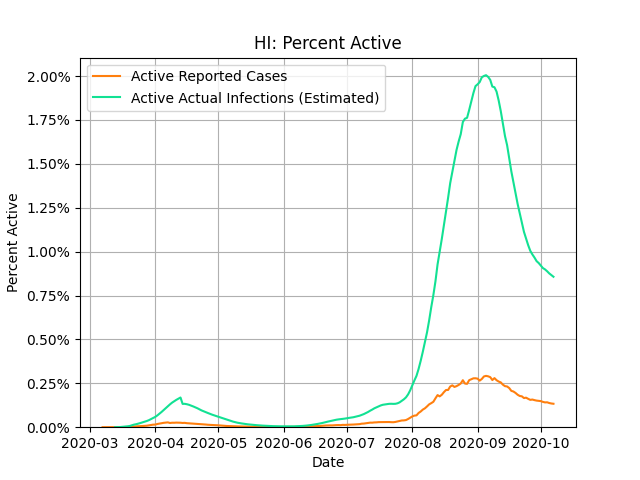 HI: Percent Active
Active Reported Cases
Active Actual Infections (Estimated)
Percent Active
2.00%
1.75%
1.50%
1.25%
1.00%
0.75%
0.50%
0.25%
0.00%
2020-03 2020-04 2020-05 2020-06 2020-07 2020-08 2020-09 2020-10
Date